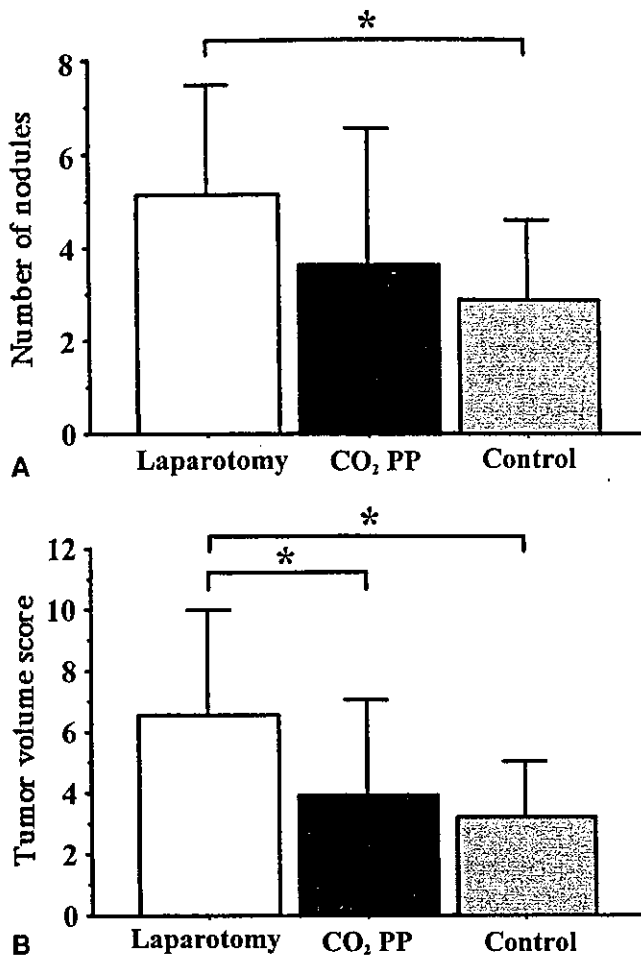 *
8
6
4
2
0
Number of nodules
Laparotomy CO₂ PP Control
A
*
*
12
10
8
6
4
2
0
Tumor volume score
Laparotomy CO₂ PP Control
B